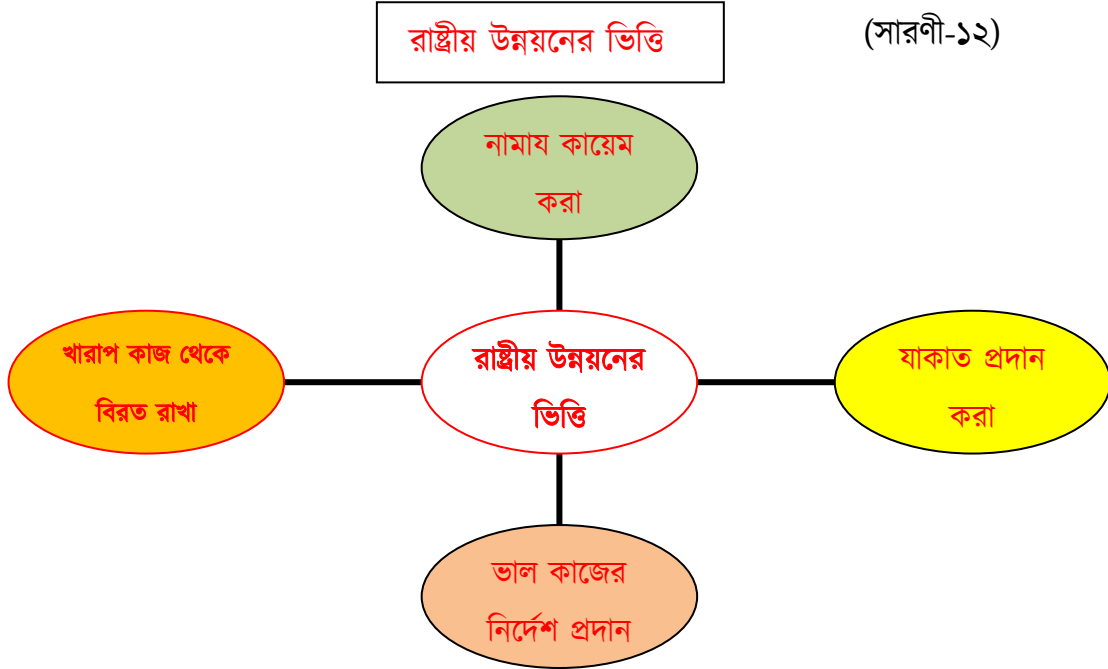 রাষ্ট্রীয় উন্নয়নের ভিত্তি
(সারণী-১২)
নামায কায়েম
করা
খারাপ কাজ থেকে
বিরত রাখা
রাষ্ট্রীয় উন্নয়নের
ভিত্তি
যাকাত প্রদান
করা
ভাল কাজের
নির্দেশ প্রদান